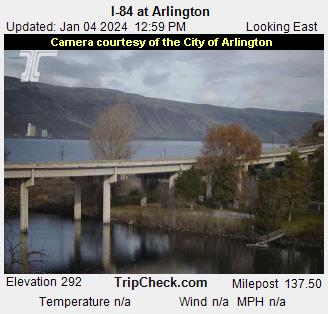 I-84 at Arlington
Updated: Jan 04 2024 12:59 PM Looking East
Camera courtesy of the City of Arlington
Elevation 292 TripCheck.com Milepost 137.50
Temperature n/a Wind n/a MPH n/a